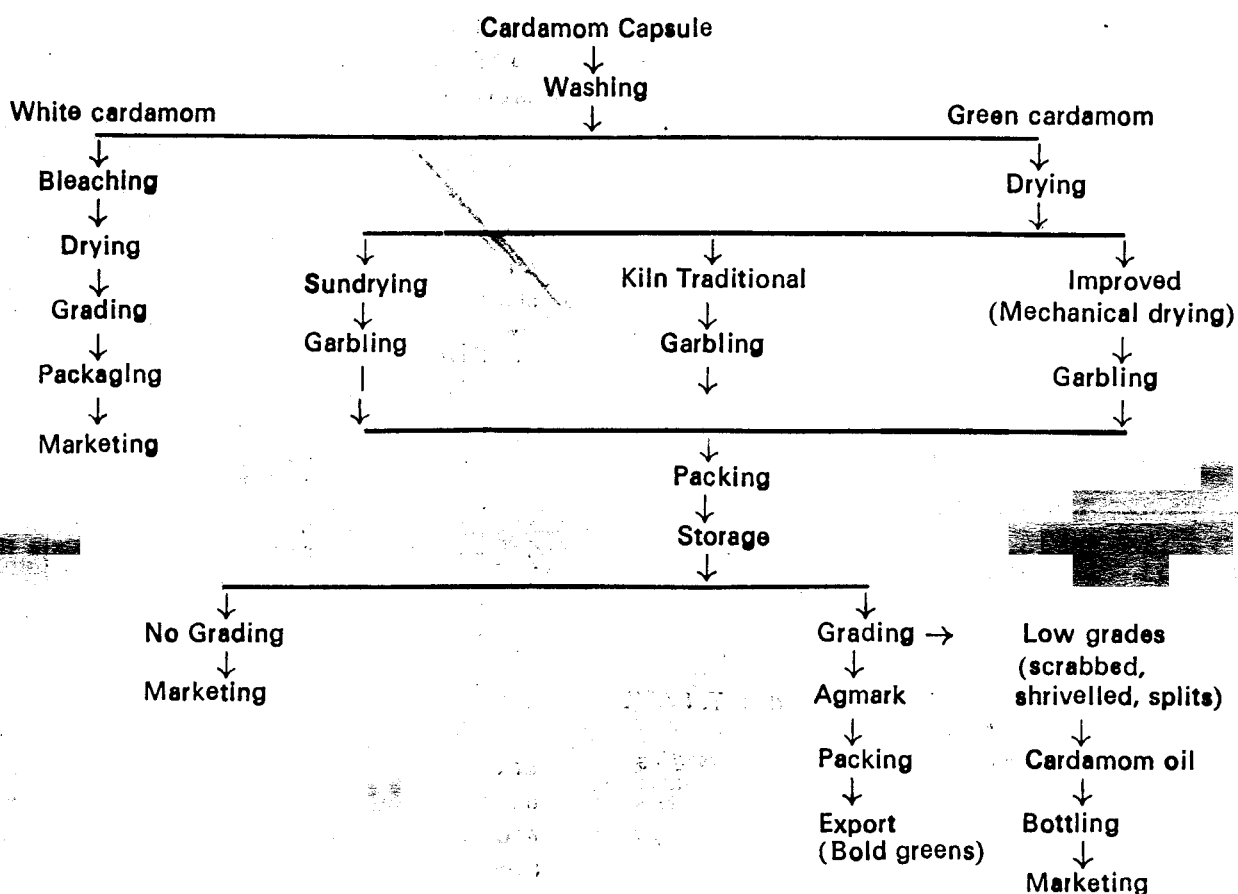 Cardamom Capsule
Washing
White cardamom
Green cardamom
Bleaching
Drying
Grading
Packaging
Marketing
Drying
Sundrying
Garbling
Kiln Traditional
Garbling
Improved
(Mechanical drying)
Garbling
Packing
Storage
No Grading
Marketing
Grading →
Agmark
Packing
Export
(Bold greens)
Low grades
(scrabbed,
shrivelled, splits)
Cardamom oil
Bottling
Marketing